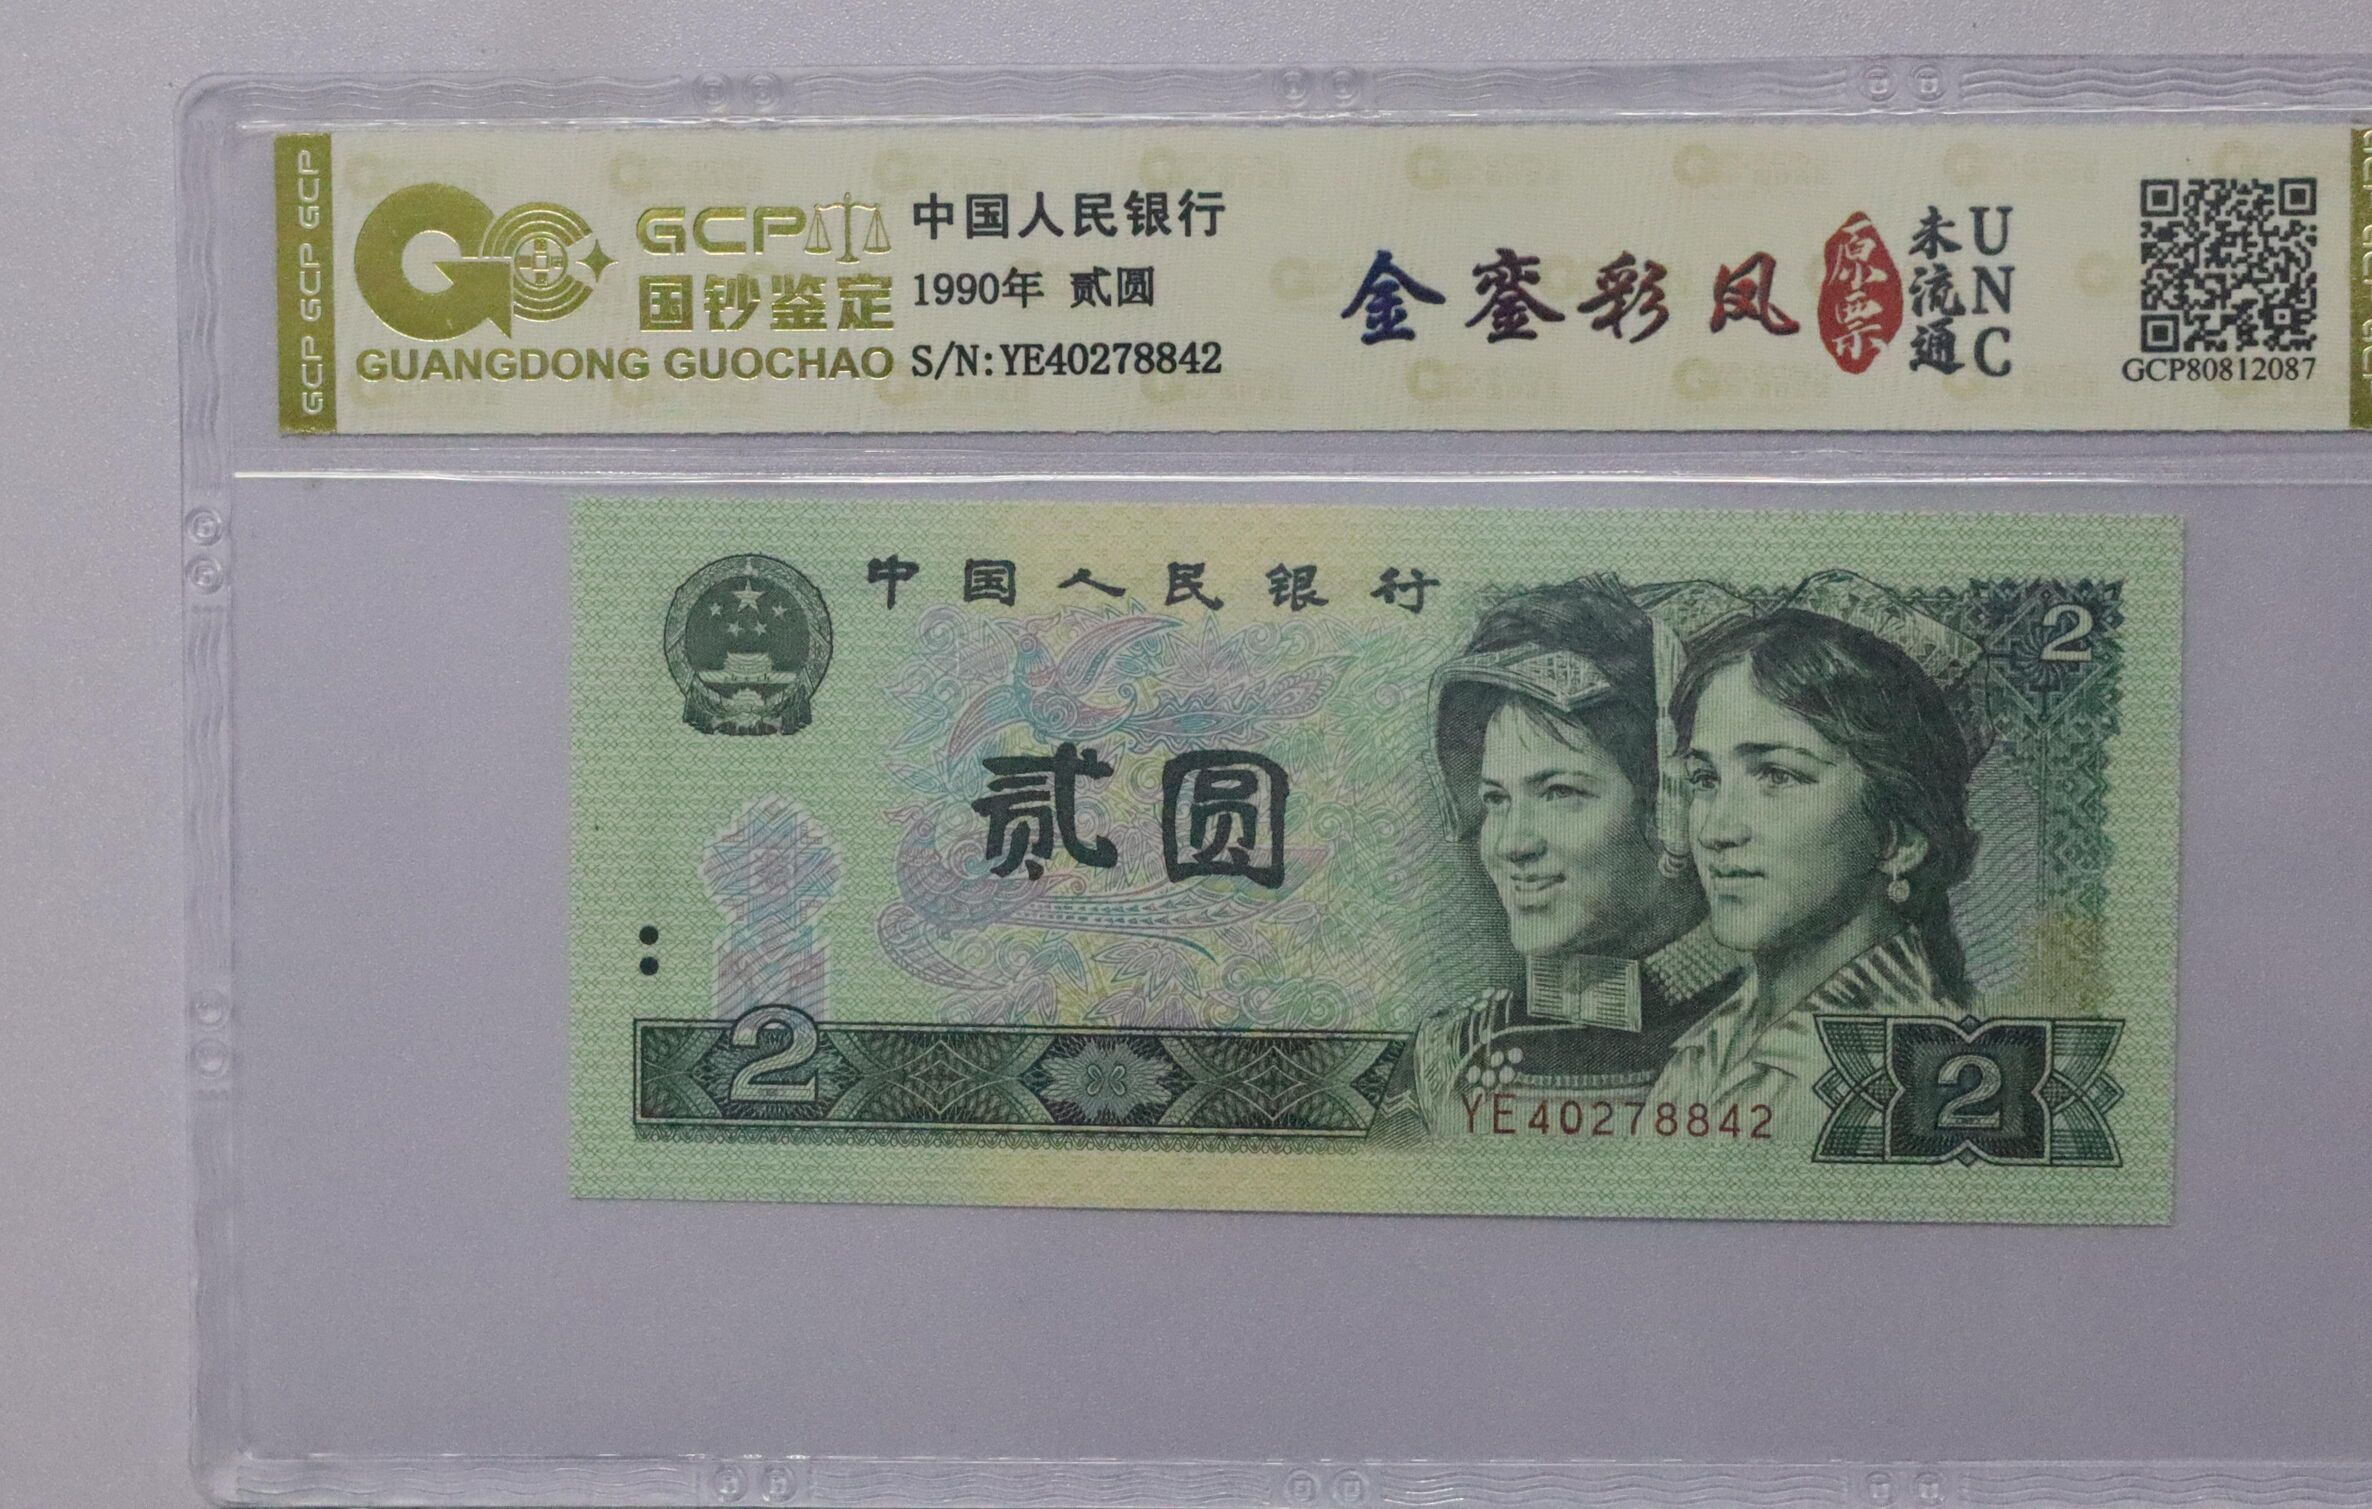 GCP GCP GCP
GCP
国钞鉴定
GUANGDONG GUOCHAO
中国人民银行
1990年 贰圆
S/N: YE40278842
金銮彩凤
原票
未流通
UNC
GCP80812087
中国人民银行
2
贰圆
2
YE40278842
2